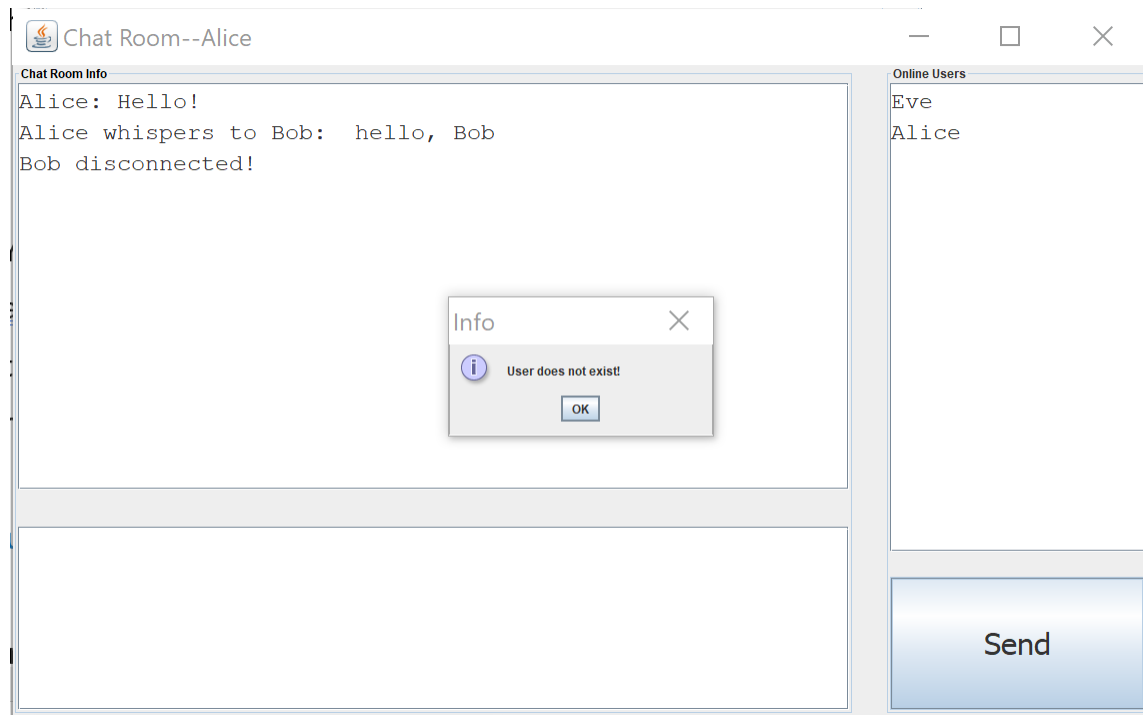 Chat Room--Alice
Chat Room Info
Alice: Hello!
Alice whispers to Bob:  hello, Bob
Bob disconnected!
Online Users
Eve
Alice
Info
User does not exist!
OK
Send